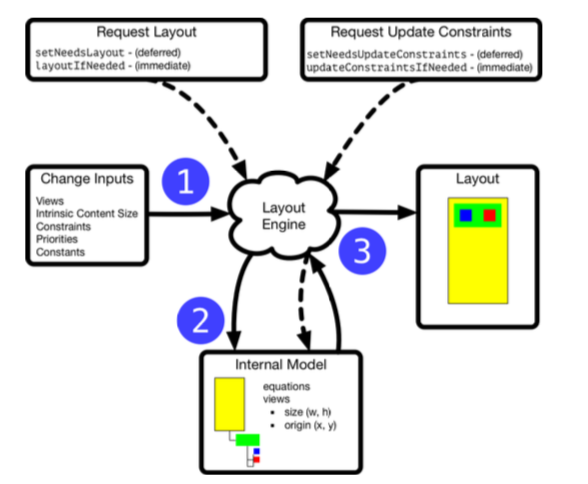 Request Layout
setNeedsLayout - (deferred)
layoutIfNeeded - (immediate)
Request Update Constraints
setNeedsUpdateConstraints - (deferred)
updateConstraintsIfNeeded - (immediate)
Change Inputs
Views
Intrinsic Content Size
Constraints
Priorities
Constants
1
Layout
Engine
Layout
3
2
Internal Model
equations
views
• size (w, h)
• origin (x, y)